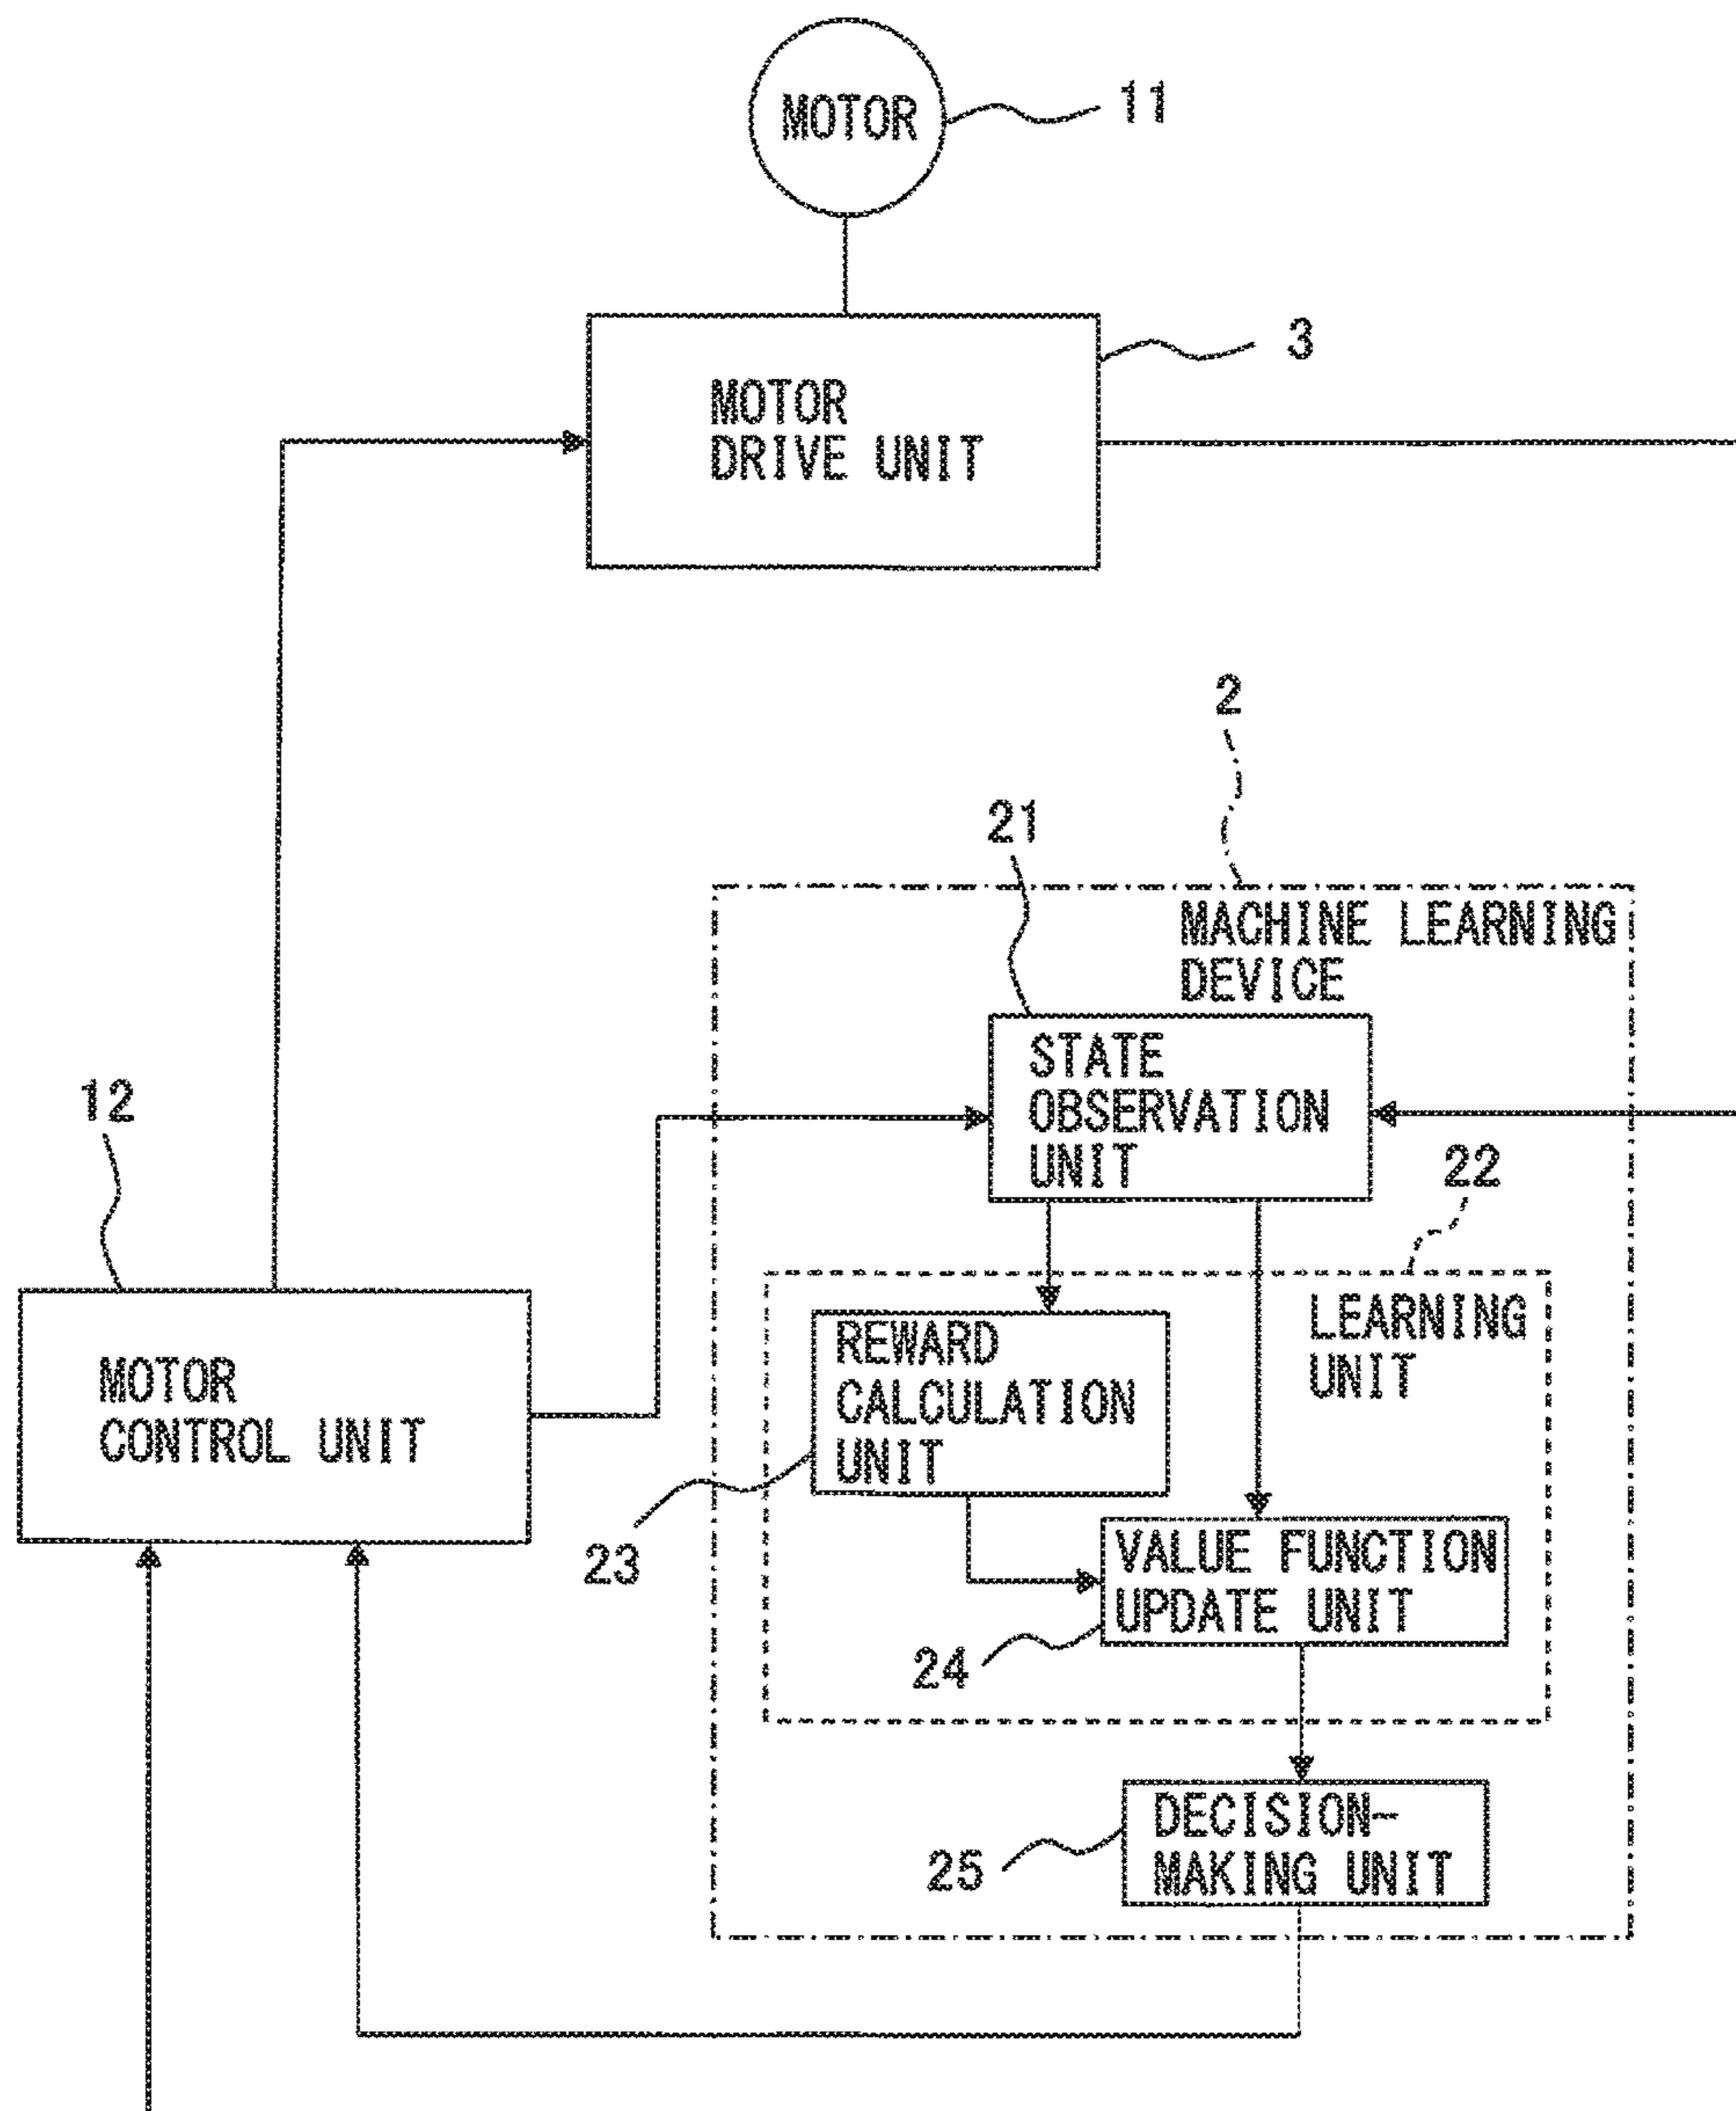 MOTOR
11
MOTOR
DRIVE UNIT
3
2
21
MACHINE LEARNING
DEVICE
STATE
OBSERVATION
UNIT
12
22
LEARNING
UNIT
REWARD
CALCULATION
UNIT
MOTOR
CONTROL UNIT
23
VALUE FUNCTION
UPDATE UNIT
24
DECISION-
MAKING UNIT
25